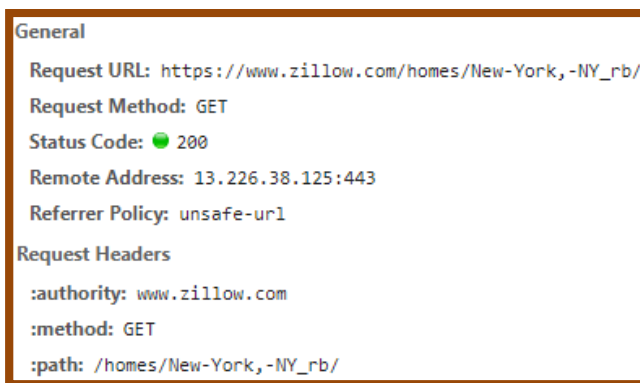 General
Request URL: https://www.zillow.com/homes/New-York,-NY_rb/
Request Method: GET
Status Code: 200
Remote Address: 13.226.38.125:443
Referrer Policy: unsafe-url
Request Headers
:authority: www.zillow.com
:method: GET
:path: /homes/New-York,-NY_rb/